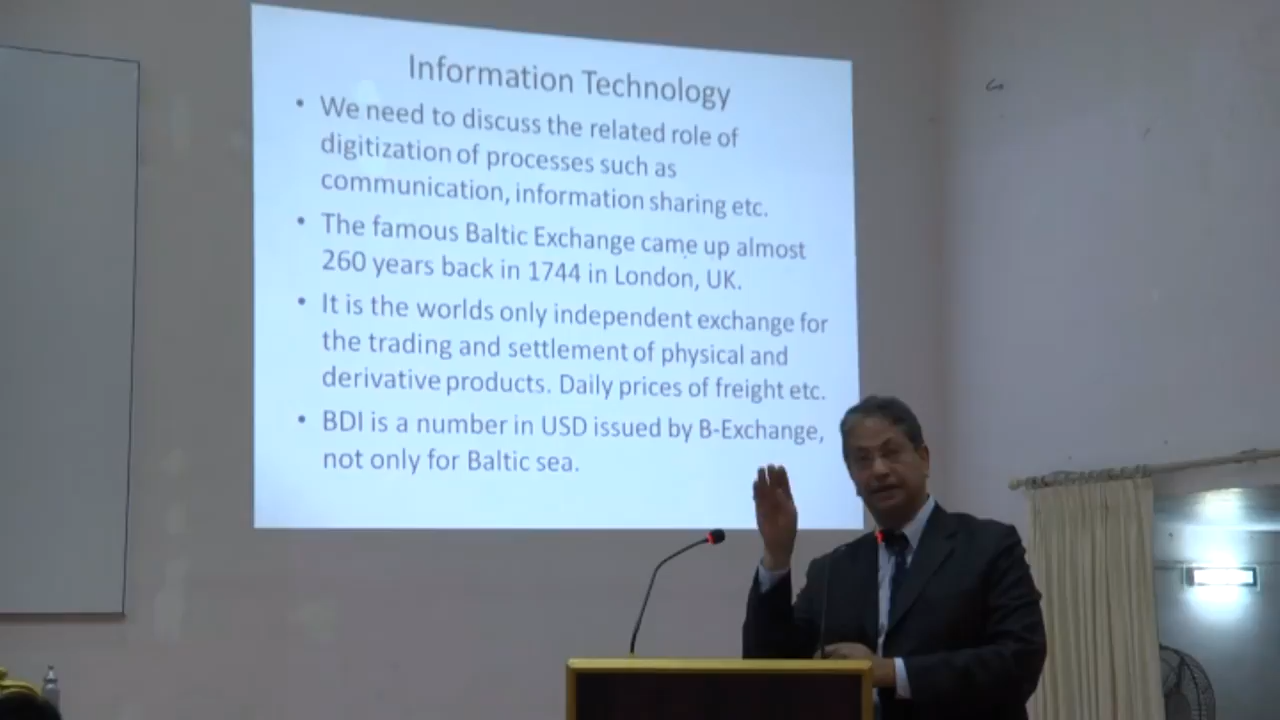 Information Technology
• We need to discuss the related role of
digitization of processes such as
communication, information sharing etc.
• The famous Baltic Exchange came up almost
260 years back in 1744 in London, UK.
• It is the worlds only independent exchange for
the trading and settlement of physical and
derivative products. Daily prices of freight etc.
• BDI is a number in USD issued by B-Exchange,
not only for Baltic sea.